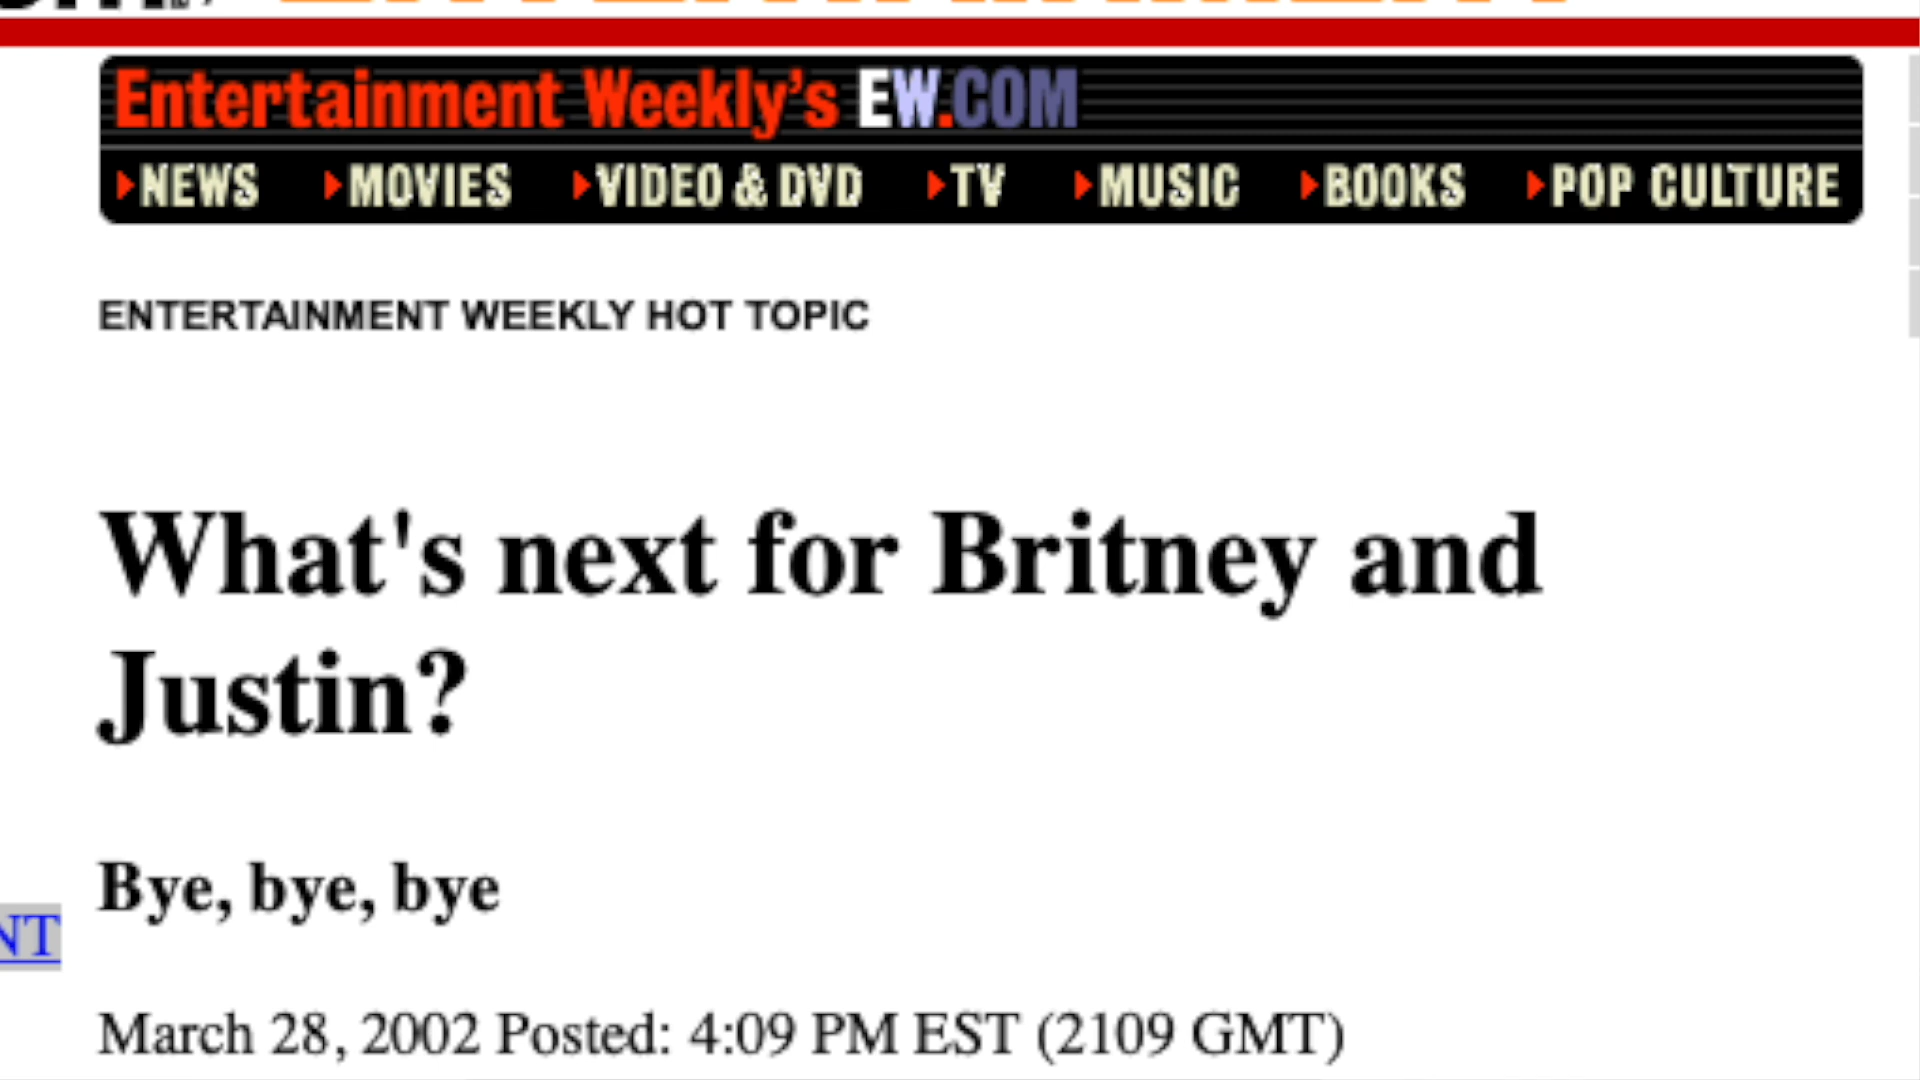 Entertainment Weekly's EW.COM
NEWS MOVIES VIDEO & DVD TV MUSIC BOOKS POP CULTURE
ENTERTAINMENT WEEKLY HOT TOPIC
What's next for Britney and
Justin?
Bye, bye, bye
NT
March 28, 2002 Posted: 4:09 PM EST (2109 GMT)